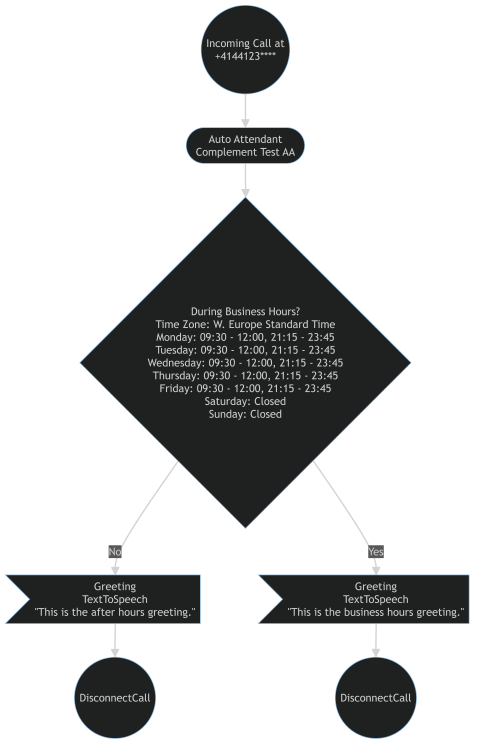 Incoming Call at
+4144123****
Auto Attendant
Complement Test AA
During Business Hours?
Time Zone: W. Europe Standard Time
Monday: 09:30 - 12:00, 21:15 - 23:45
Tuesday: 09:30 - 12:00, 21:15 - 23:45
Wednesday: 09:30 - 12:00, 21:15 - 23:45
Thursday: 09:30 - 12:00, 21:15 - 23:45
Friday: 09:30 - 12:00, 21:15 - 23:45
Saturday: Closed
Sunday: Closed
No
Yes
Greeting
TextToSpeech
"This is the after hours greeting."
Greeting
TextToSpeech
"This is the business hours greeting."
DisconnectCall
DisconnectCall